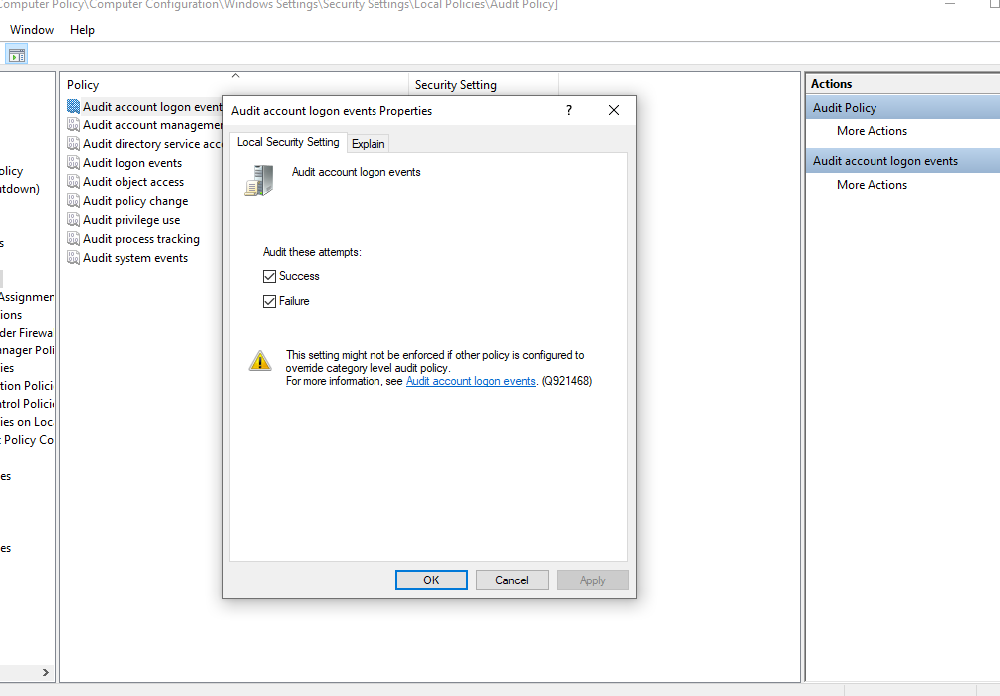 Computer Policy\Computer Configuration\Windows Settings\Security Settings\Local Policies\Audit Policy]
Window Help
Policy
Security Setting
Audit account logon event
Audit account managemer
Audit directory service acc
Audit logon events
Audit object access
Audit policy change
Audit privilege use
Audit process tracking
Audit system events
olicy
utdown)
s
Assignmer
ions
der Firewa
anager Poli
ies
tion Polici
ntrol Policie
ies on Loc
t Policy Co
es
es
Audit account logon events Properties
?
Local Security Setting
Explain
Audit account logon events
Audit these attempts:
Success
Failure
This setting might not be enforced if other policy is configured to
override category level audit policy.
For more information, see Audit account logon events. (Q921468)
OK
Cancel
Apply
Actions
Audit Policy
More Actions
Audit account logon events
More Actions